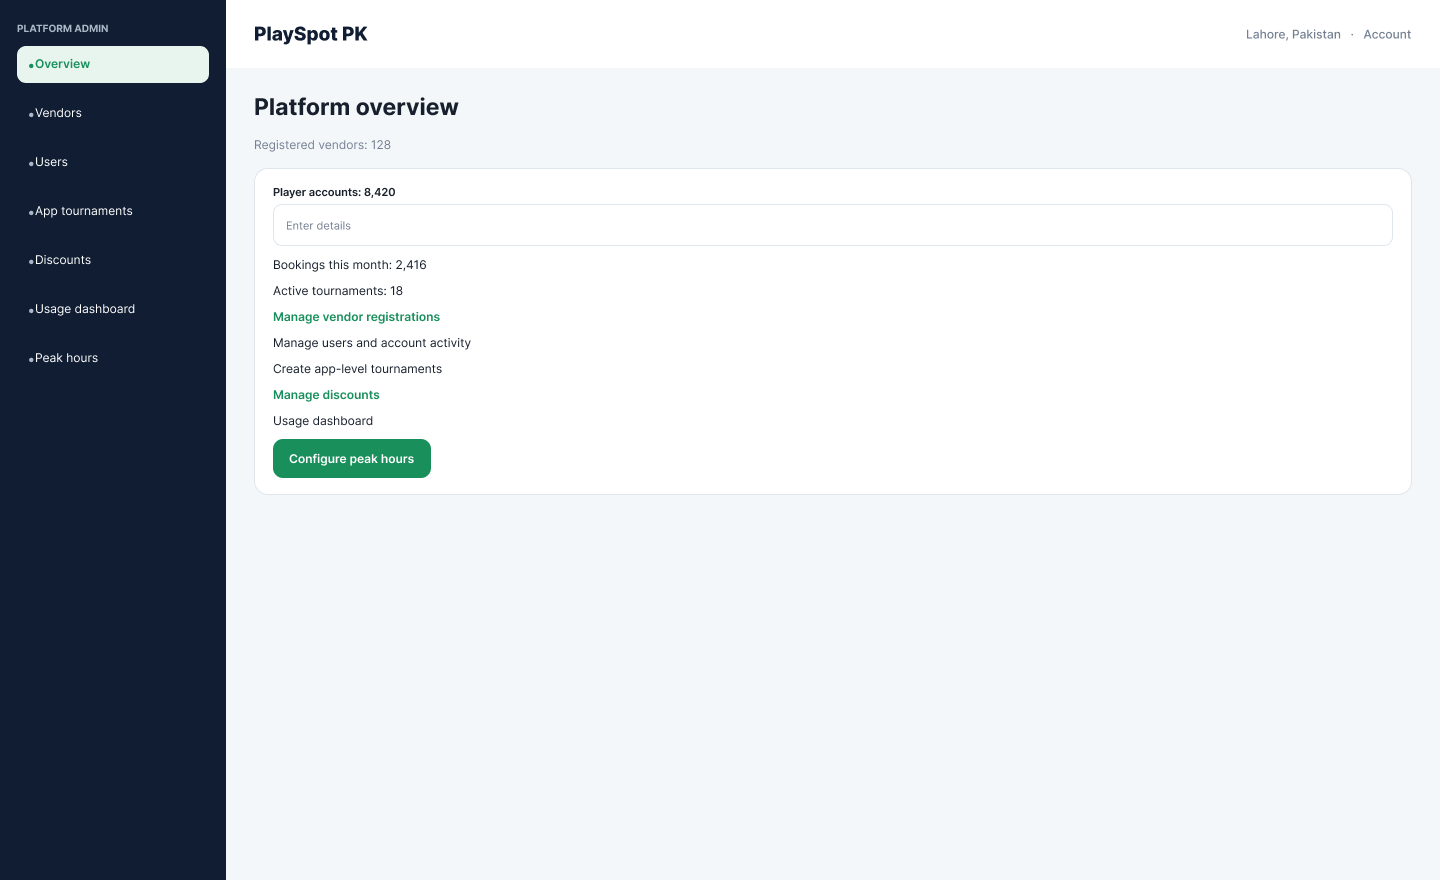 PLATFORM ADMIN
Overview
Vendors
Users
App tournaments
Discounts
Usage dashboard
Peak hours
PlaySpot PK
Lahore, Pakistan · Account
Platform overview
Registered vendors: 128
Player accounts: 8,420
Enter details
Bookings this month: 2,416
Active tournaments: 18
Manage vendor registrations
Manage users and account activity
Create app-level tournaments
Manage discounts
Usage dashboard
Configure peak hours